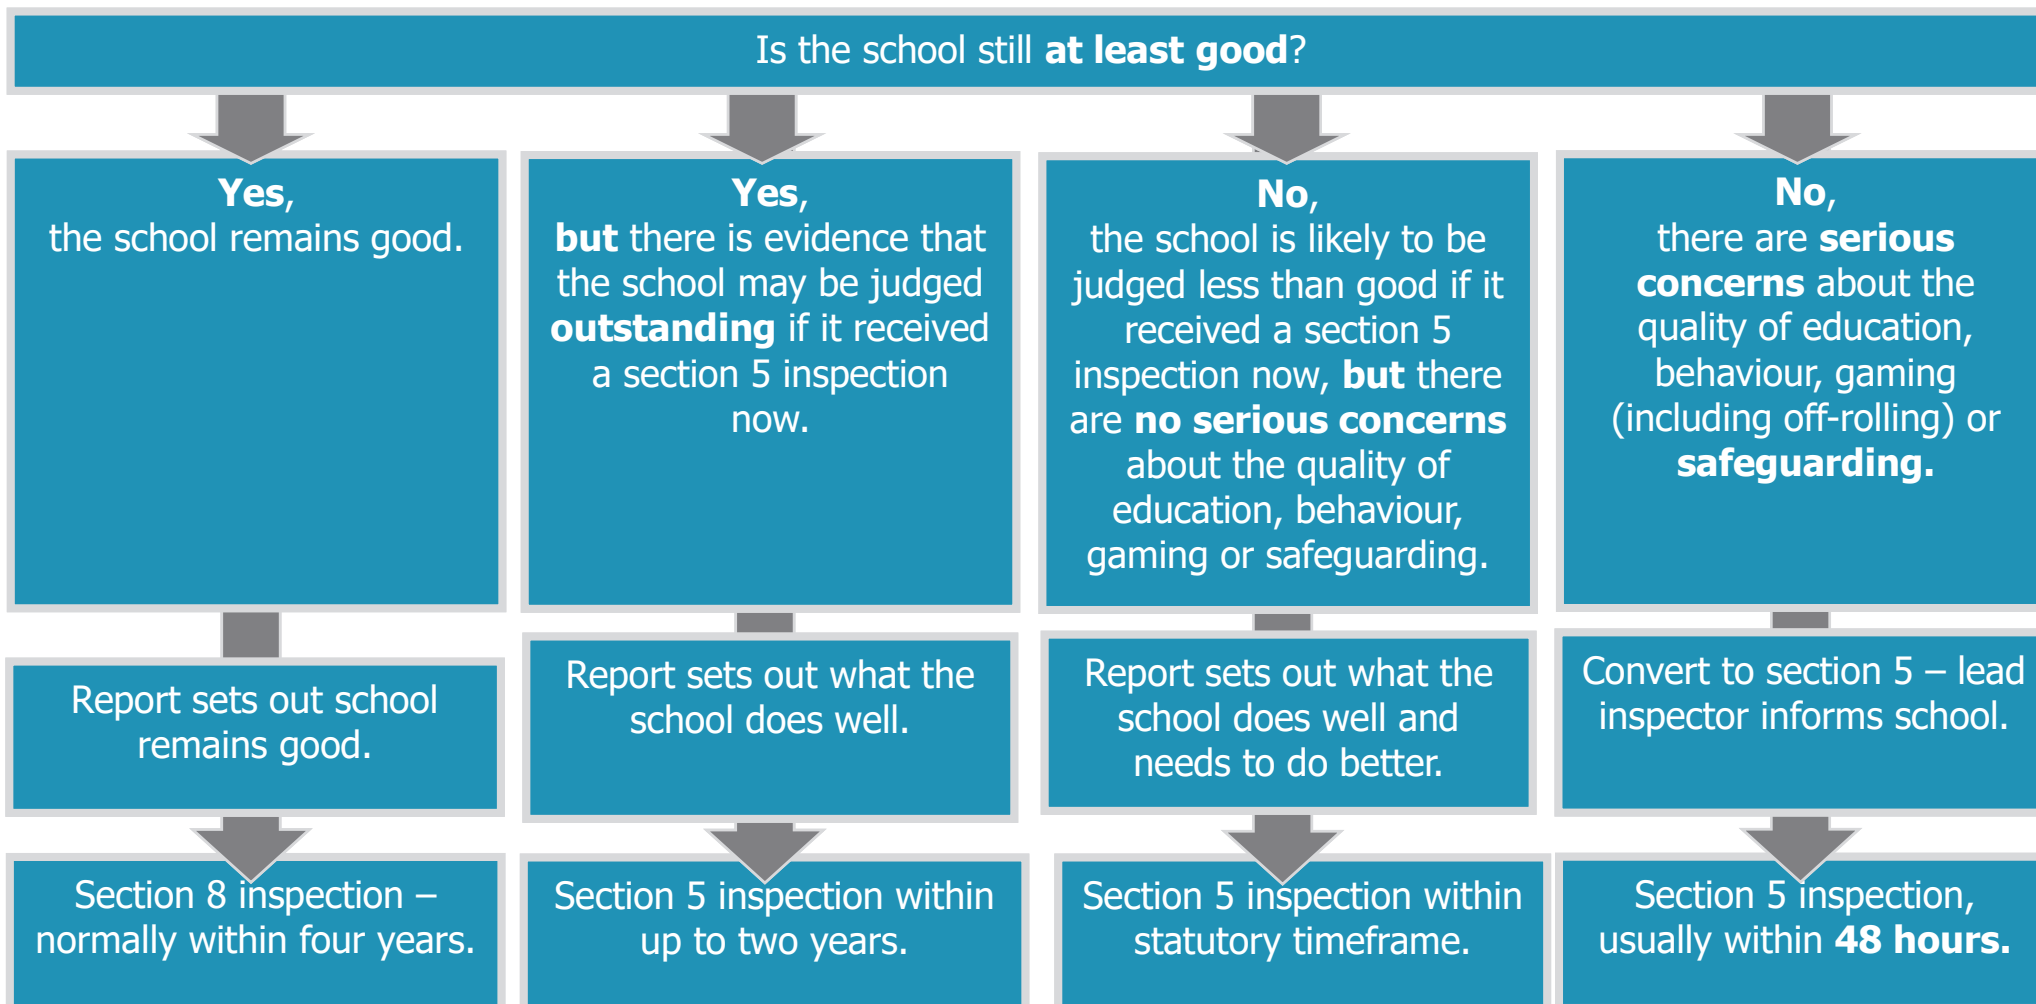 Is the school still at least good?
Yes,
the school remains good.
Yes,
but there is evidence that
the school may be judged
outstanding if it received
a section 5 inspection
now.
No,
the school is likely to be
judged less than good if it
received a section 5
inspection now, but there
are no serious concerns
about the quality of
education, behaviour,
gaming or safeguarding.
No,
there are serious
concerns about the
quality of education,
behaviour, gaming
(including off-rolling) or
safeguarding.
Report sets out school
remains good.
Report sets out what the
school does well.
Report sets out what the
school does well and
needs to do better.
Convert to section 5 – lead
inspector informs school.
Section 8 inspection –
normally within four years.
Section 5 inspection within
up to two years.
Section 5 inspection within
statutory timeframe.
Section 5 inspection,
usually within 48 hours.